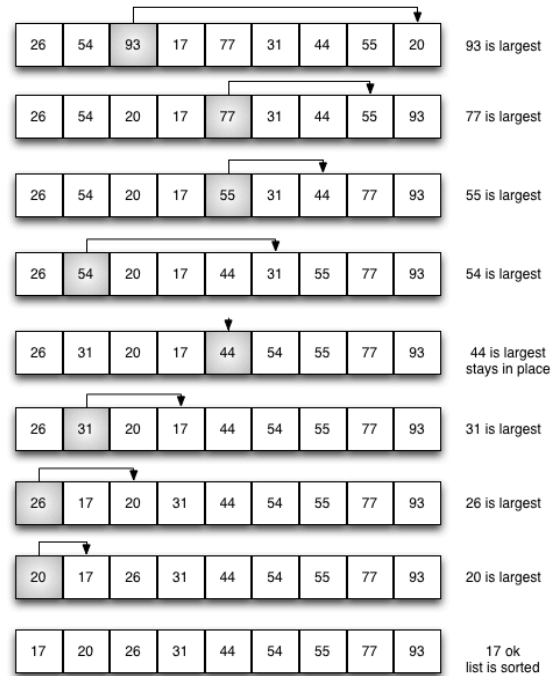 26 54 93 17 77 31 44 55 20 93 is largest
26 54 20 17 77 31 44 55 93 77 is largest
26 54 20 17 55 31 44 77 93 55 is largest
26 54 20 17 44 31 55 77 93 54 is largest
26 31 20 17 44 54 55 77 93 44 is largest
stays in place
26 31 20 17 44 54 55 77 93 31 is largest
26 17 20 31 44 54 55 77 93 26 is largest
20 17 26 31 44 54 55 77 93 20 is largest
17 20 26 31 44 54 55 77 93 17 ok
list is sorted